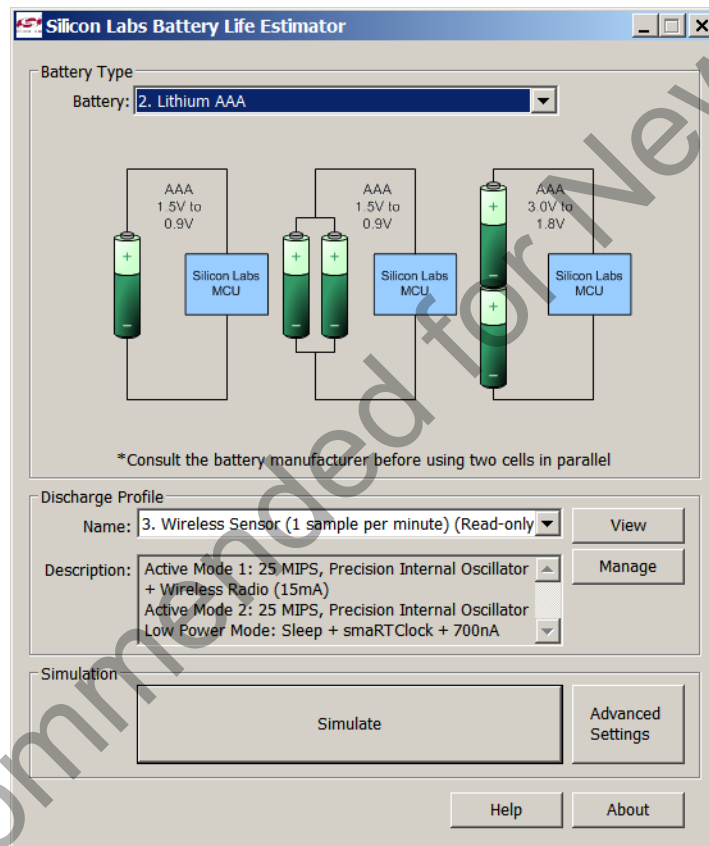 Silicon Labs Battery Life Estimator
Battery Type
Battery: 2. Lithium AAA
AAA
1.5V to
0.9V
Silicon Labs
MCU
AAA
1.5V to
0.9V
Silicon Labs
MCU
AAA
3.0V to
1.8V
Silicon Labs
MCU
*Consult the battery manufacturer before using two cells in parallel
Discharge Profile
Name: 3. Wireless Sensor (1 sample per minute) (Read-only
View
Description: Active Mode 1: 25 MIPS, Precision Internal Oscillator
+ Wireless Radio (15mA)
Active Mode 2: 25 MIPS, Precision Internal Oscillator
Low Power Mode: Sleep + smaRTClock + 700nA
Manage
Simulation
Simulate
Advanced
Settings
Help
About
ommended for New